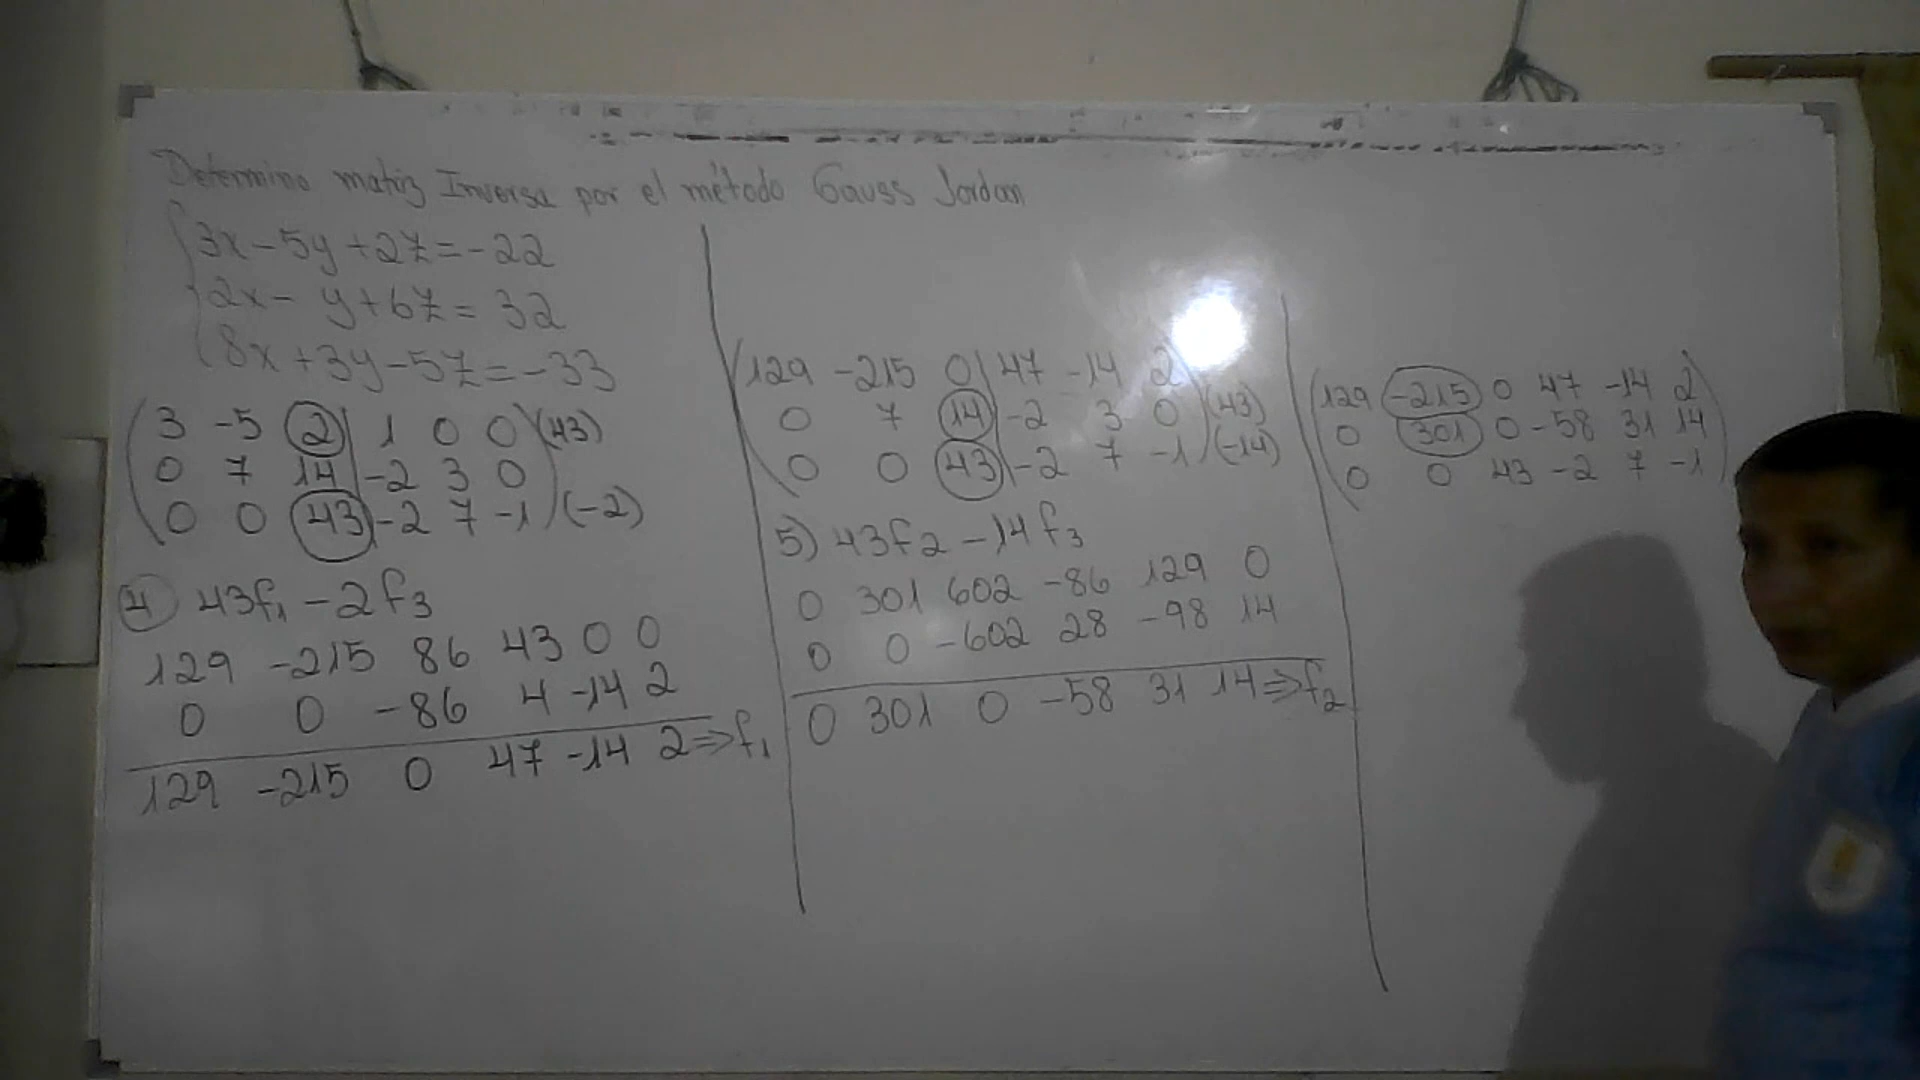 Determino matriz Inversa por el método Gauss Jordan
3x - 5y + 2z = -22
2x - y + 6z = 32
8x + 3y - 5z = -33
3 -5 2 | 1 0 0 (43)
0 7 14 | -2 3 0
0 0 43 | -2 7 -1 (-2)
4) 43f₁ - 2f₃
129 -215 86 43 0 0
0 0 -86 4 -14 2
129 -215 0 47 -14 2 ⇒ f₁
129 -215 0 | 47 -14 2
0 7 14 | -2 3 0 (43)
0 0 43 | -2 7 -1 (-14)
5) 43f₂ - 14f₃
0 301 602 -86 129 0
0 0 -602 28 -98 14
0 301 0 -58 31 14 ⇒ f₂
129 -215 0 47 -14 2
0 301 0 -58 31 14
0 0 43 -2 7 -1